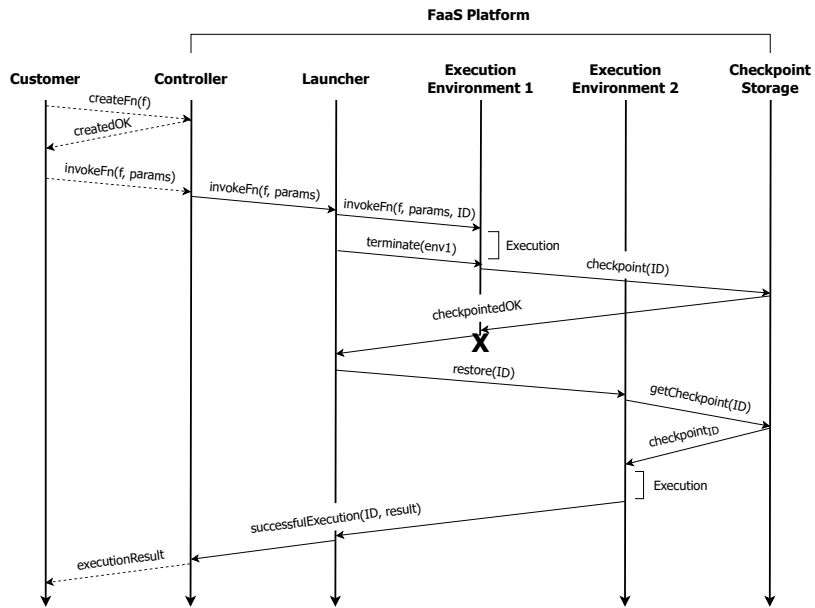 FaaS Platform
Customer
Controller
Launcher
Execution
Environment 1
Execution
Environment 2
Checkpoint
Storage
createFn(f)
createdOK
invokeFn(f, params)
invokeFn(f, params)
invokeFn(f, params, ID)
Execution
terminate(env1)
checkpoint(ID)
checkpointedOK
X
restore(ID)
getCheckpoint(ID)
checkpointID
Execution
successfulExecution(ID, result)
executionResult